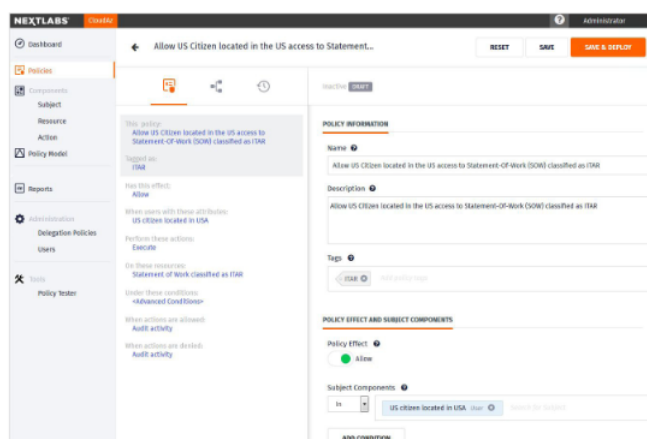 NEXTLABS CloudAz
Administrator
Dashboard
Policies
Components
Subject
Resource
Action
Policy Model
Reports
Administration
Delegation Policies
Users
Tools
Policy Tester
Allow US Citizen located in the US access to Statement...
RESET SAVE SAVE & DEPLOY
This policy:
Allow US Citizen located in the US access to
Statement-Of-Work (SOW) classified as ITAR
Tagged as:
ITAR
Has this effect:
Allow
When users with these attributes:
US citizen located in USA
Perform these actions:
Execute
On these resources:
Statement of Work classified as ITAR
Under these conditions:
<Advanced Conditions>
When actions are allowed:
Audit activity
When actions are denied:
Audit activity
Inactive DRAFT
POLICY INFORMATION
Name
Allow US Citizen located in the US access to Statement-Of-Work (SOW) classified as ITAR
Description
Allow US Citizen located in the US access to Statement-Of-Work (SOW) classified as ITAR
Tags
ITAR Add policy tags
POLICY EFFECT AND SUBJECT COMPONENTS
Policy Effect
Allow
Subject Components
In US citizen located in USA User
ADD CONDITION